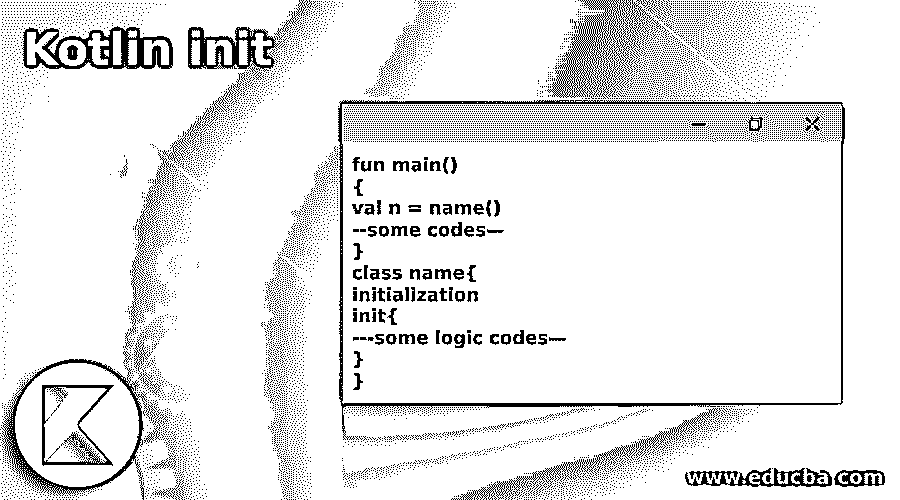 Kotlin init
fun main()
{
val n = name()
--some codes—
}
class name{
initialization
init{
---some logic codes—
}
}
www.educba.com